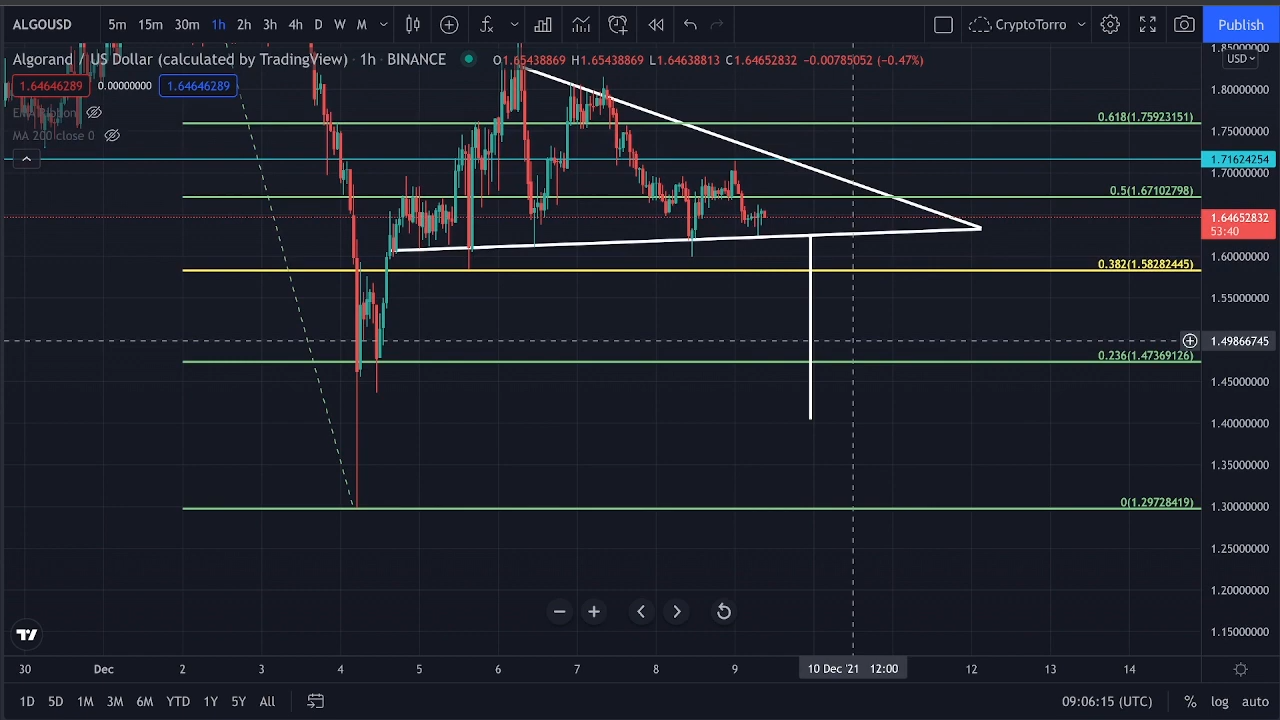 ALGOUSD 5m 15m 30m 1h 2h 3h 4h D W M CryptoTorro Publish
Algorand / US Dollar (calculated by TradingView) · 1h · BINANCE O1.65438869 H1.65438869 L1.64638813 C1.64652832 −0.00785052 (−0.47%)
1.64646289 0.00000000 1.64646289
EMA Ribbon
MA 200 close 0
1.85000000
USD
1.80000000
0.618(1.75923151)
1.75000000
1.71624254
1.70000000
0.5(1.67102798)
1.64652832
53:40
1.60000000
0.382(1.58282445)
1.55000000
1.49866745
0.236(1.47369126)
1.45000000
1.40000000
1.35000000
0(1.29728419)
1.30000000
1.25000000
1.20000000
1.15000000
30 Dec 2 3 4 5 6 7 8 9 10 Dec '21 12:00 12 13 14
1D 5D 1M 3M 6M YTD 1Y 5Y All 09:06:15 (UTC) % log auto